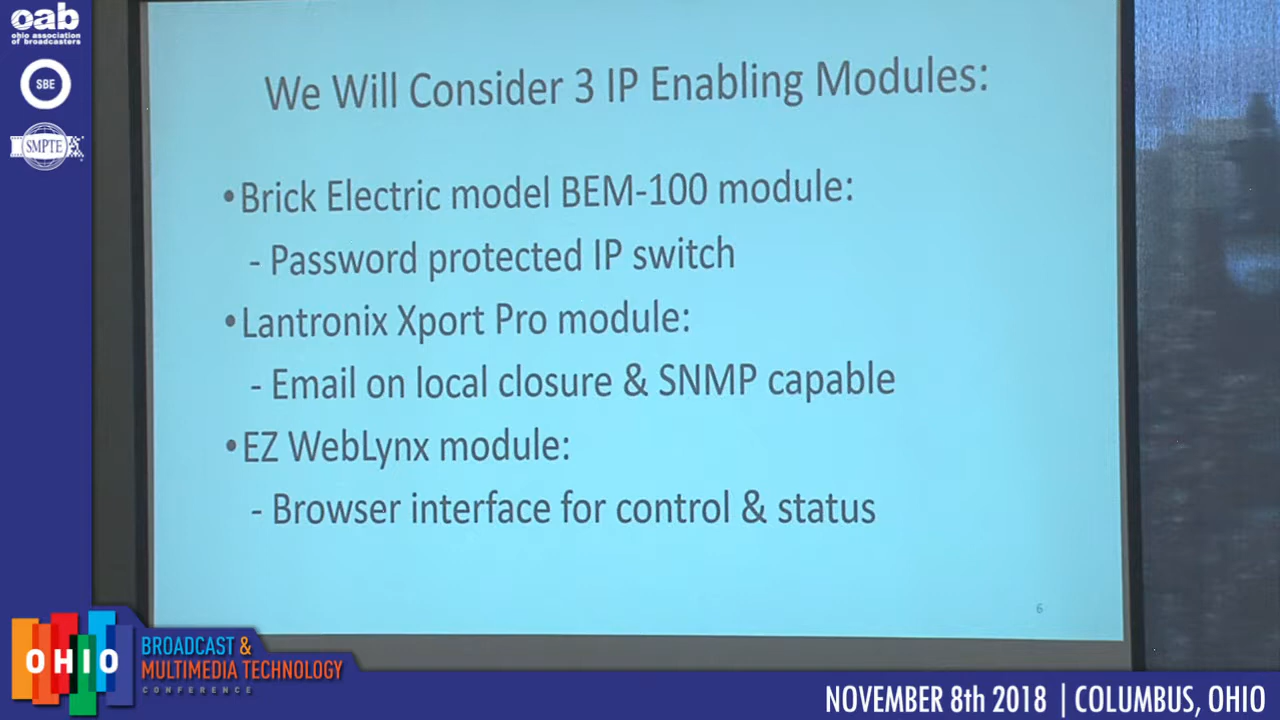 oab
ohio association
of broadcasters
SBE
SMPTE
We Will Consider 3 IP Enabling Modules:
•Brick Electric model BEM-100 module:
- Password protected IP switch
•Lantronix Xport Pro module:
- Email on local closure & SNMP capable
•EZ WebLynx module:
- Browser interface for control & status
6
OHIO
BROADCAST &
MULTIMEDIA TECHNOLOGY
CONFERENCE
NOVEMBER 8th 2018 | COLUMBUS, OHIO